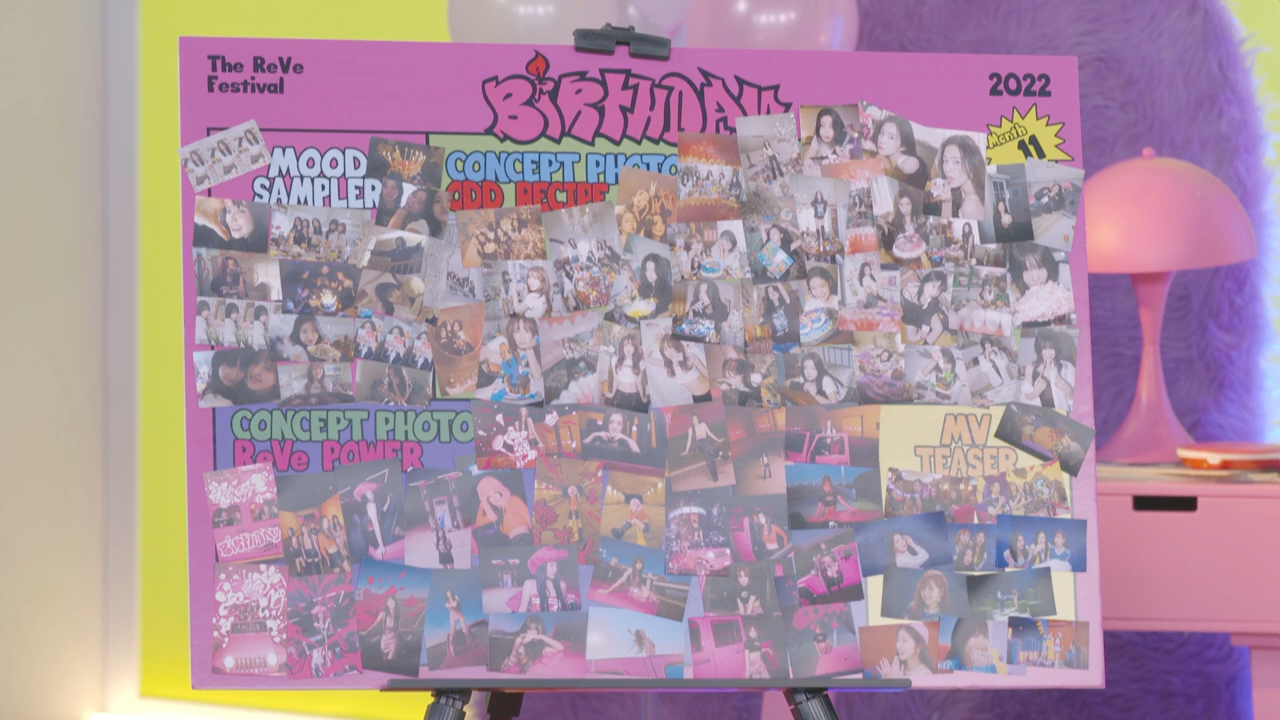 The ReVe
Festival
BiRTHDAY
2022
Month
11
MOOD
SAMPLER
CONCEPT PHOTO
ODD RECIPE
CONCEPT PHOTO
ReVe POWER
MV
TEASER
BiRTHDAY